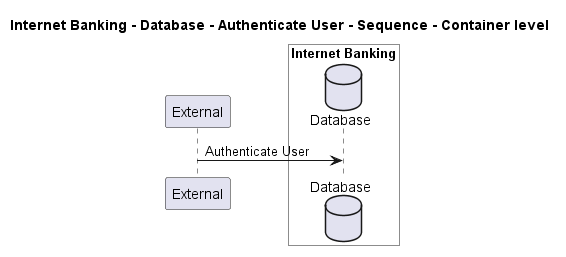 Internet Banking - Database - Authenticate User - Sequence - Container level
Internet Banking
External
Database
Authenticate User
External
Database